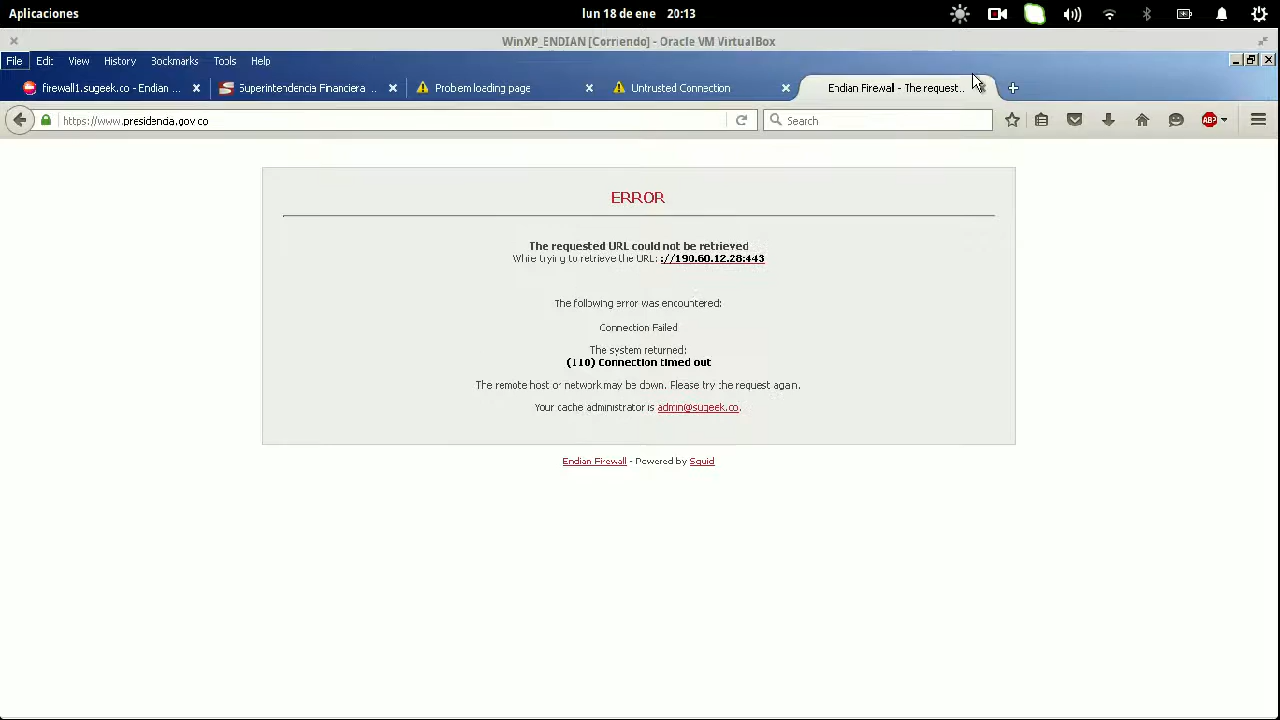 Aplicaciones
lun 18 de ene 20:13
WinXP_ENDIAN [Corriendo] - Oracle VM VirtualBox
File Edit View History Bookmarks Tools Help
firewall1.sugeek.co - Endian ...
Superintendencia Financiera ...
Problem loading page
Untrusted Connection
Endian Firewall - The request...
https://www.presidencia.gov.co
Search
ABP
ERROR
The requested URL could not be retrieved
While trying to retrieve the URL: ://190.60.12.28:443
The following error was encountered:
Connection Failed
The system returned:
(110) Connection timed out
The remote host or network may be down. Please try the request again.
Your cache administrator is admin@sugeek.co.
Endian Firewall - Powered by Squid